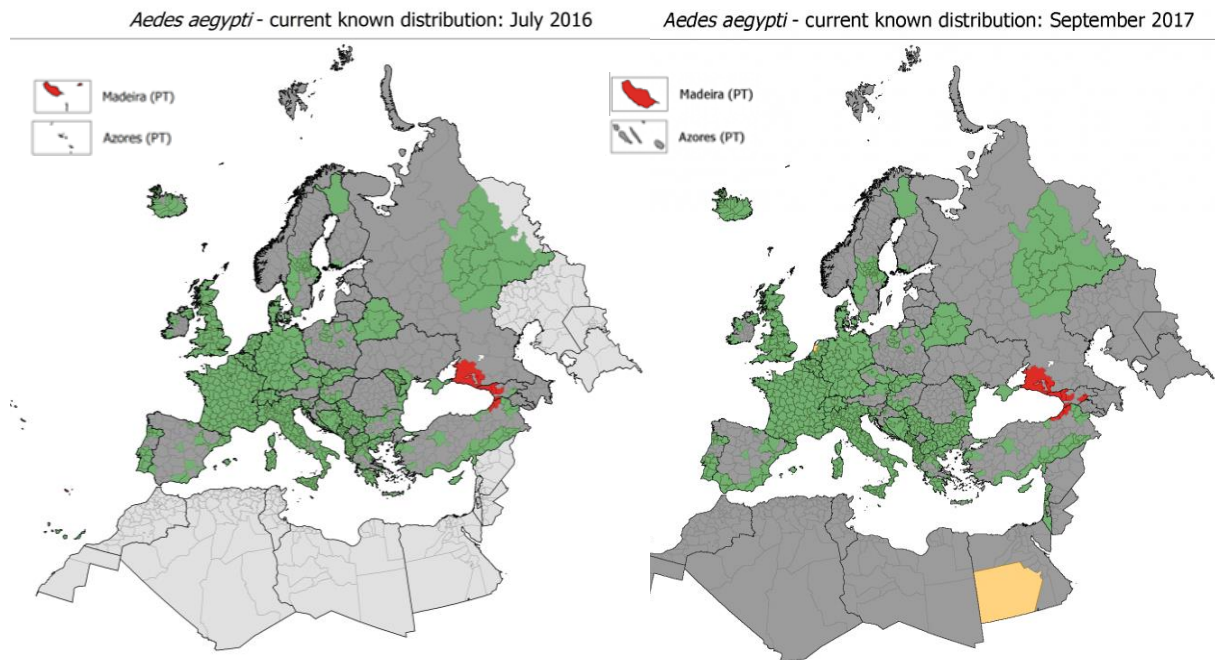 Aedes aegypti - current known distribution: July 2016
Madeira (PT)
Azores (PT)
Aedes aegypti - current known distribution: September 2017
Madeira (PT)
Azores (PT)